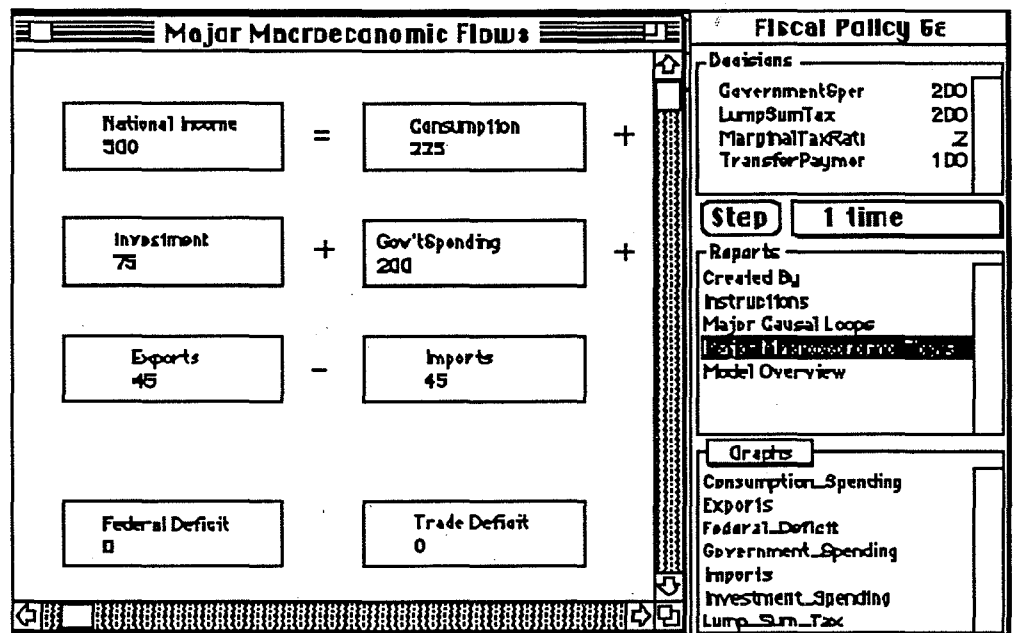 Major Macroeconomic Flows
National Income
500
=
Consumption
225
+
Investment
75
+
Gov'tSpending
200
+
Exports
45
-
Imports
45
Federal Deficit
0
Trade Deficit
0
Fiscal Policy
Decisions
GovernmentSper 200
LumpSumTax 200
MarginalTaxRati .2
TransferPaymer 100
Step
1 time
Reports
Created By
Instructions
Major Causal Loops
Major Macroeconomic Flows
Model Overview
Graphs
Consumption_Spending
Exports
Federal_Deficit
Government_Spending
Imports
Investment_Spending
Lump_Sum_Tax